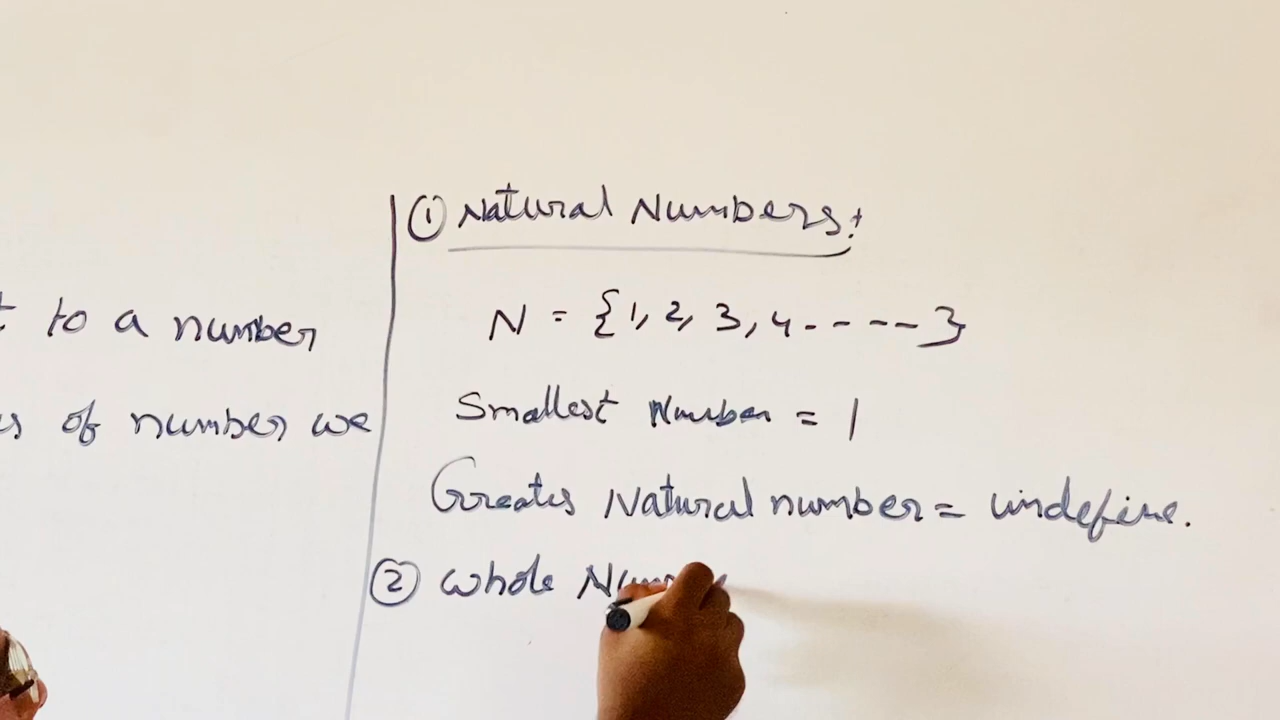 to a number
of number we
① Natural Numbers:
N = {1, 2, 3, 4 - - - - - }
Smallest Number = 1
Greates Natural number = undefine.
② Whole